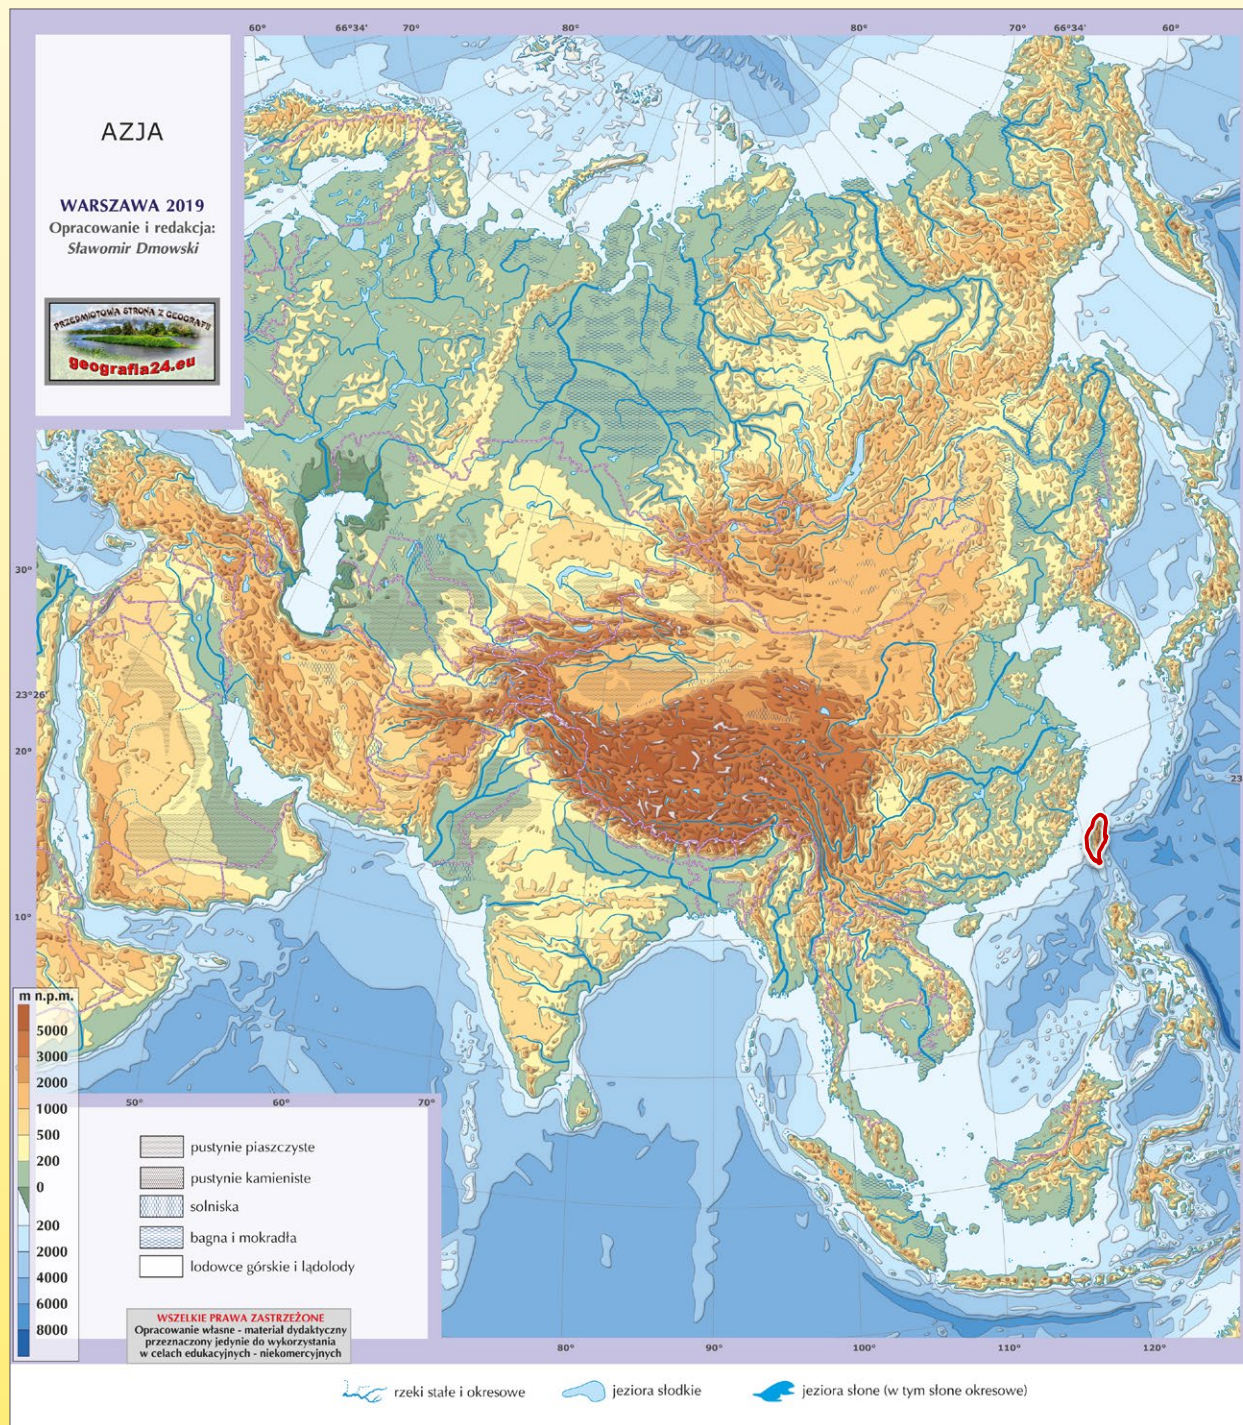 60° 66°34' 70° 80° 80° 70° 66°34' 60°
AZJA
WARSZAWA 2019
Opracowanie i redakcja:
Sławomir Dmowski
PRZEDMIOTOWA STRONA Z GEOGRAFII
geografia24.eu
30°
23°26'
20°
10°
23
m n.p.m.
5000
3000
2000
1000
500
200
0
200
2000
4000
6000
8000
50° 60° 70°
pustynie piaszczyste
pustynie kamieniste
solniska
bagna i mokradła
lodowce górskie i lądolody
WSZELKIE PRAWA ZASTRZEŻONE
Opracowanie własne - materiał dydaktyczny
przeznaczony jedynie do wykorzystania
w celach edukacyjnych - niekomercyjnych
80° 90° 100° 110° 120°
rzeki stałe i okresowe jeziora słodkie jeziora słone (w tym słone okresowe)